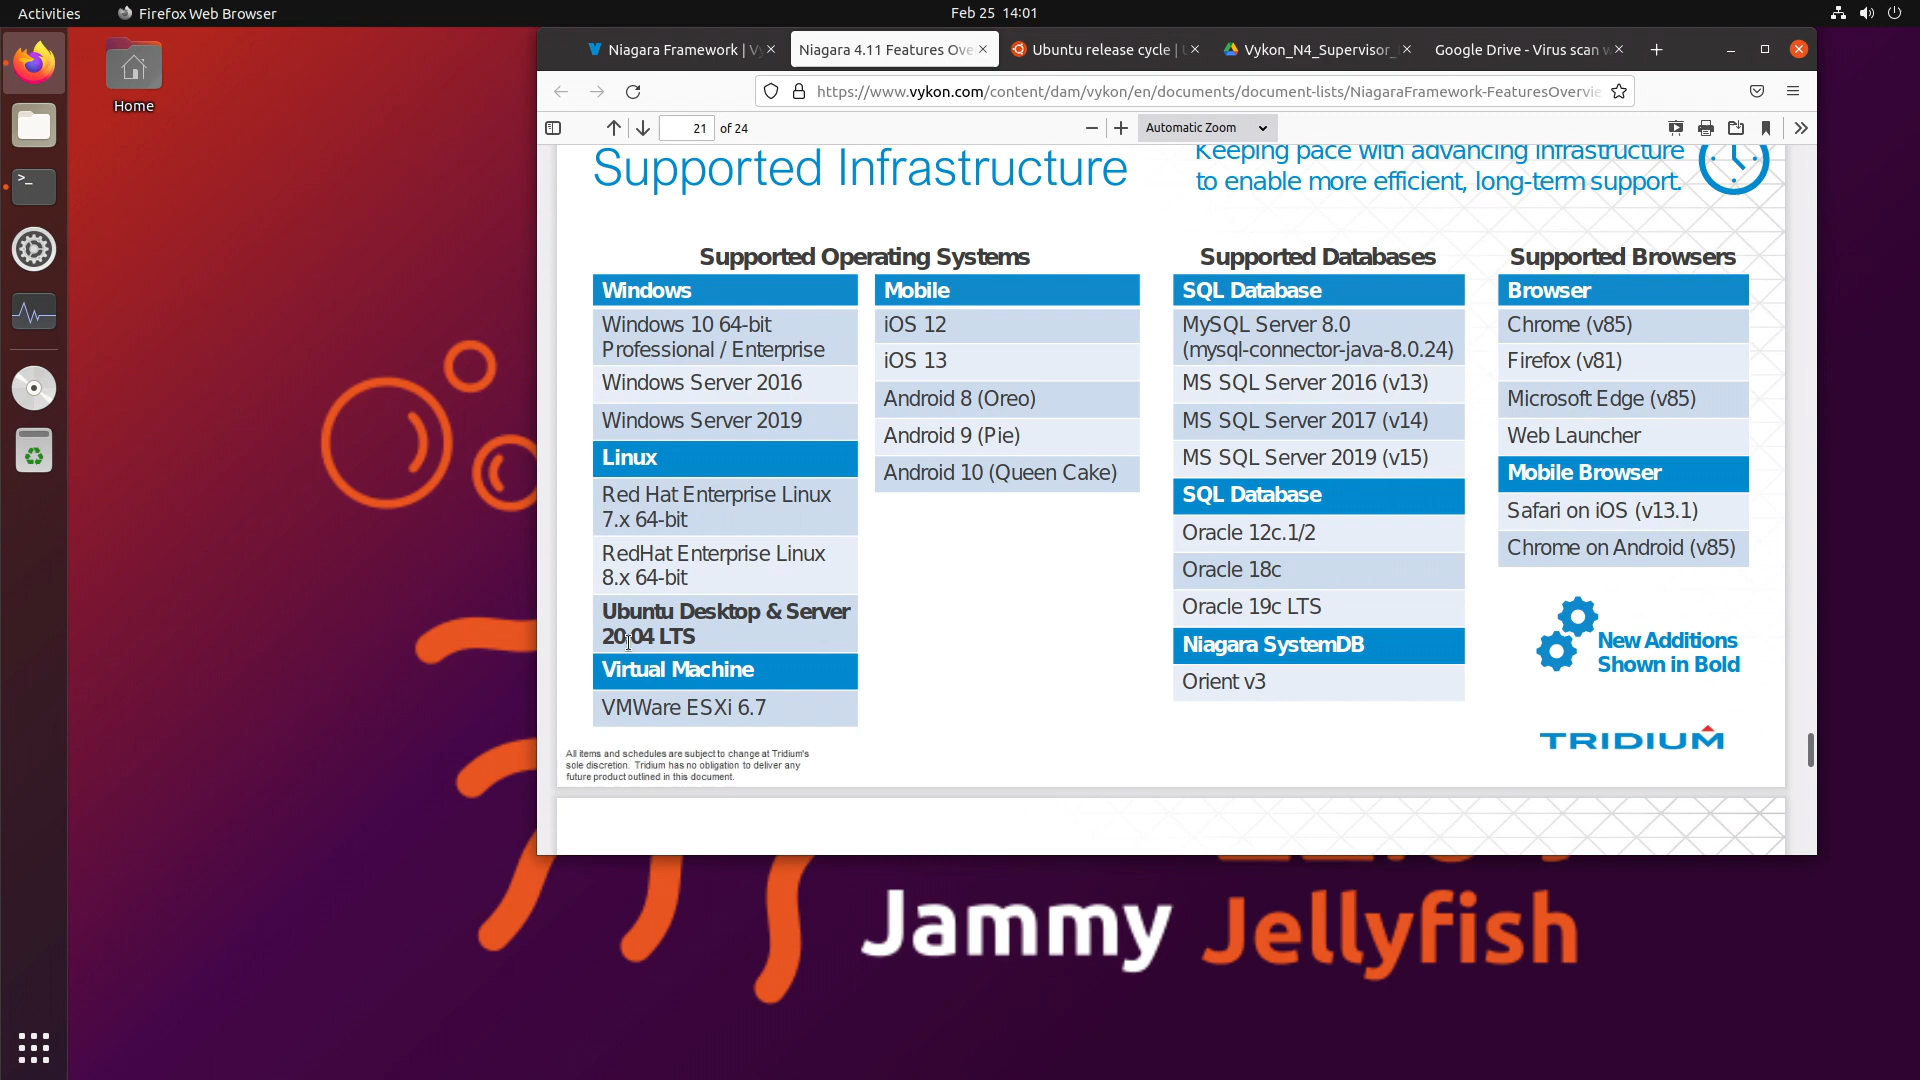 Activities
Firefox Web Browser
Feb 25 14:01
Home
Niagara Framework | Vy
Niagara 4.11 Features Ove
Ubuntu release cycle | U
Vykon_N4_Supervisor_
Google Drive - Virus scan w
https://www.vykon.com/content/dam/vykon/en/documents/document-lists/NiagaraFramework-FeaturesOvervie
21 of 24
Automatic Zoom
Supported Infrastructure
Keeping pace with advancing infrastructure
to enable more efficient, long-term support.
Supported Operating Systems
Windows
Windows 10 64-bit
Professional / Enterprise
Windows Server 2016
Windows Server 2019
Linux
Red Hat Enterprise Linux
7.x 64-bit
RedHat Enterprise Linux
8.x 64-bit
Ubuntu Desktop & Server
20.04 LTS
Virtual Machine
VMWare ESXi 6.7
Mobile
iOS 12
iOS 13
Android 8 (Oreo)
Android 9 (Pie)
Android 10 (Queen Cake)
Supported Databases
SQL Database
MySQL Server 8.0
(mysql-connector-java-8.0.24)
MS SQL Server 2016 (v13)
MS SQL Server 2017 (v14)
MS SQL Server 2019 (v15)
SQL Database
Oracle 12c.1/2
Oracle 18c
Oracle 19c LTS
Niagara SystemDB
Orient v3
Supported Browsers
Browser
Chrome (v85)
Firefox (v81)
Microsoft Edge (v85)
Web Launcher
Mobile Browser
Safari on iOS (v13.1)
Chrome on Android (v85)
New Additions
Shown in Bold
TRIDIUM
All items and schedules are subject to change at Tridium's
sole discretion. Tridium has no obligation to deliver any
future product outlined in this document.
Jammy Jellyfish